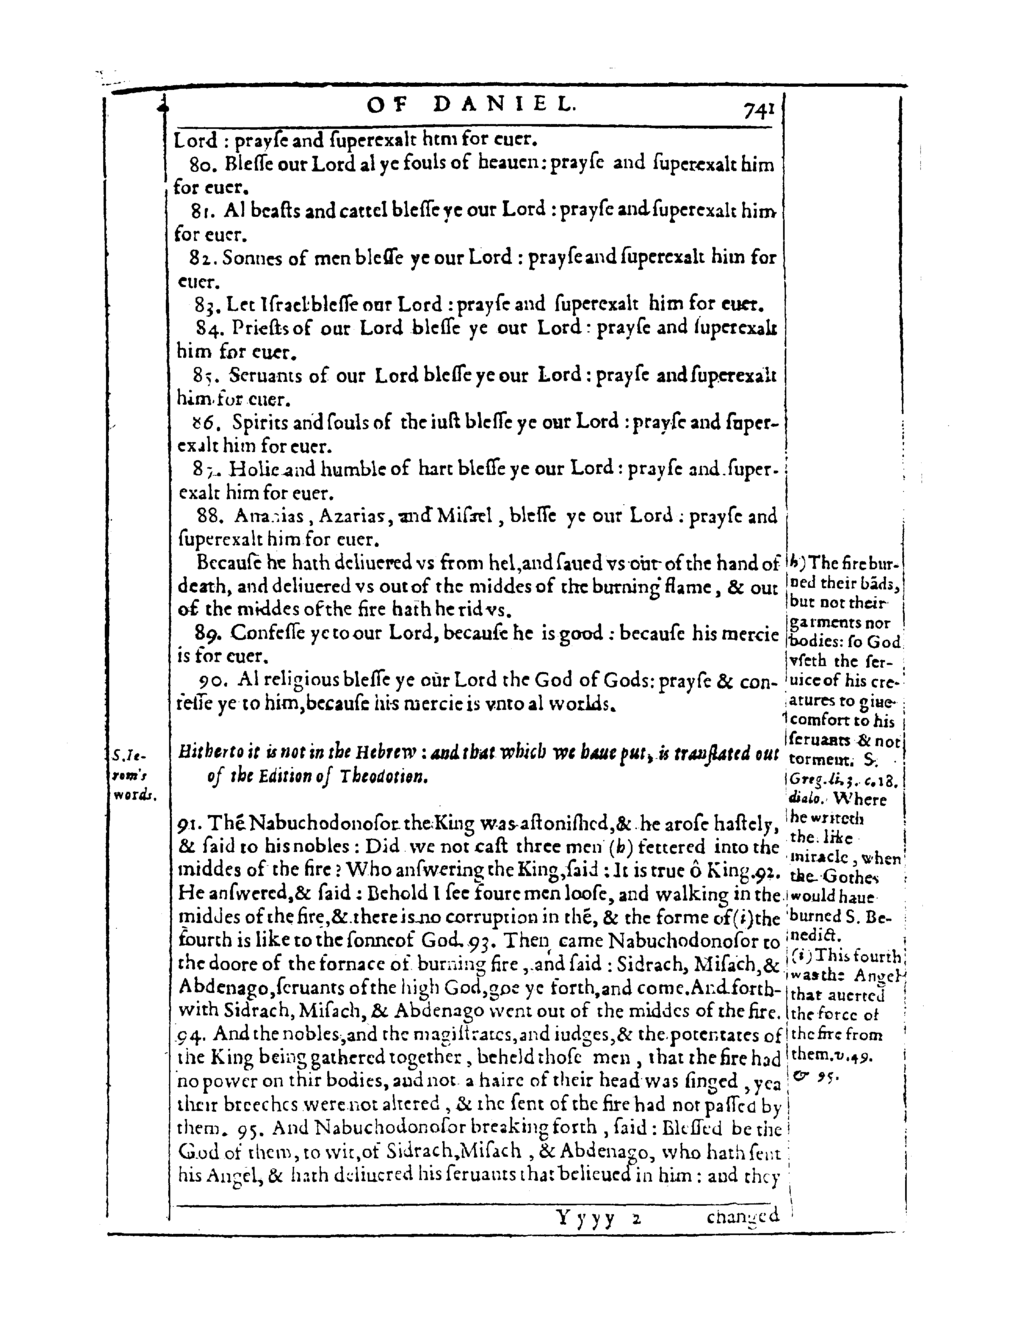 OF DANIEL. 741
Lord : prayſe and ſuperexalt him for euer.
80. Bleſſe our Lord al ye fouls of heauen: prayſe and ſuperexalt him
for euer.
81. Al beaſts and cattel bleſſe ye our Lord : prayſe and ſuperexalt him
for euer.
82. Sonnes of men bleſſe ye our Lord : prayſe and ſuperexalt him for
euer.
83. Let Iſrael bleſſe our Lord : prayſe and ſuperexalt him for euer.
84. Prieſts of our Lord bleſſe ye our Lord : prayſe and ſuperexalt
him for euer.
85. Seruants of our Lord bleſſe ye our Lord : prayſe and ſuperexalt
him for euer.
86. Spirits and ſouls of the iuſt bleſſe ye our Lord : prayſe and ſuper-
exalt him for euer.
87. Holie and humble of hart bleſſe ye our Lord : prayſe and ſuper-
exalt him for euer.
88. Ananias, Azarias, and Miſael, bleſſe ye our Lord : prayſe and
ſuperexalt him for euer.
Becauſe he hath deliuered vs from hel, and ſaued vs out of the hand of
death, and deliuered vs out of the middes of the burning flame, & out
of the middes of the fire hath he rid vs.
89. Confeſſe ye to our Lord, becauſe he is good : becauſe his mercie
is for euer.
90. Al religious bleſſe ye our Lord the God of Gods: prayſe & con-
feſſe ye to him, becauſe his mercie is vnto al worlds.
Hitherto it is not in the Hebrew : and that which we haue put, is tranſlated out
of the Edition of Theodotion.
91. Thē Nabuchodonoſor the King was aſtoniſhed, & he aroſe haſtely,
& ſaid to his nobles : Did we not caſt three men (h) fettered into the
middes of the fire? Who anſwering the King, ſaid : It is true ô King. 92.
He anſwered, & ſaid : Behold I ſee foure men looſe, and walking in the
middes of the fire, & there is no corruption in thē, & the forme of (i) the
fourth is like to the ſonne of God. 93. Then came Nabuchodonoſor to
the doore of the fornace of burning fire, and ſaid : Sidrach, Miſach, &
Abdenago, ſeruants of the high God, goe ye forth, and come. And forth-
with Sidrach, Miſach, & Abdenago went out of the middes of the fire.
94. And the nobles, and the magiſtrates, and iudges, & the potentates of
the King being gathered together, beheld thoſe men, that the fire had
no power on thir bodies, and not a haire of their head was ſinged, yea
their breeches were not altered, & the ſent of the fire had not paſſed by
them. 95. And Nabuchodonoſor breaking forth, ſaid : Bleſſed be the
God of them, to wit, of Sidrach, Miſach, & Abdenago, who hath ſent
his Angel, & hath deliuered his ſeruants that belieued in him : and they
Yyyy 2 changed
S. Ie-
rom's
words.
h) The fire bur-
ned their bāds,
but not their
garments nor
bodies: ſo God
vſeth the ſer-
uice of his cre-
atures to giue
comfort to his
ſeruants & not
torment. S.
Greg. li. 3. c. 18.
dialo. Where
he writeth
the like
miracle, when
the Gothes
would haue
burned S. Be-
nedict.
(i) This fourth
was the Angel
that auerted
the force of
the fire from
them. v. 49.
& 95.